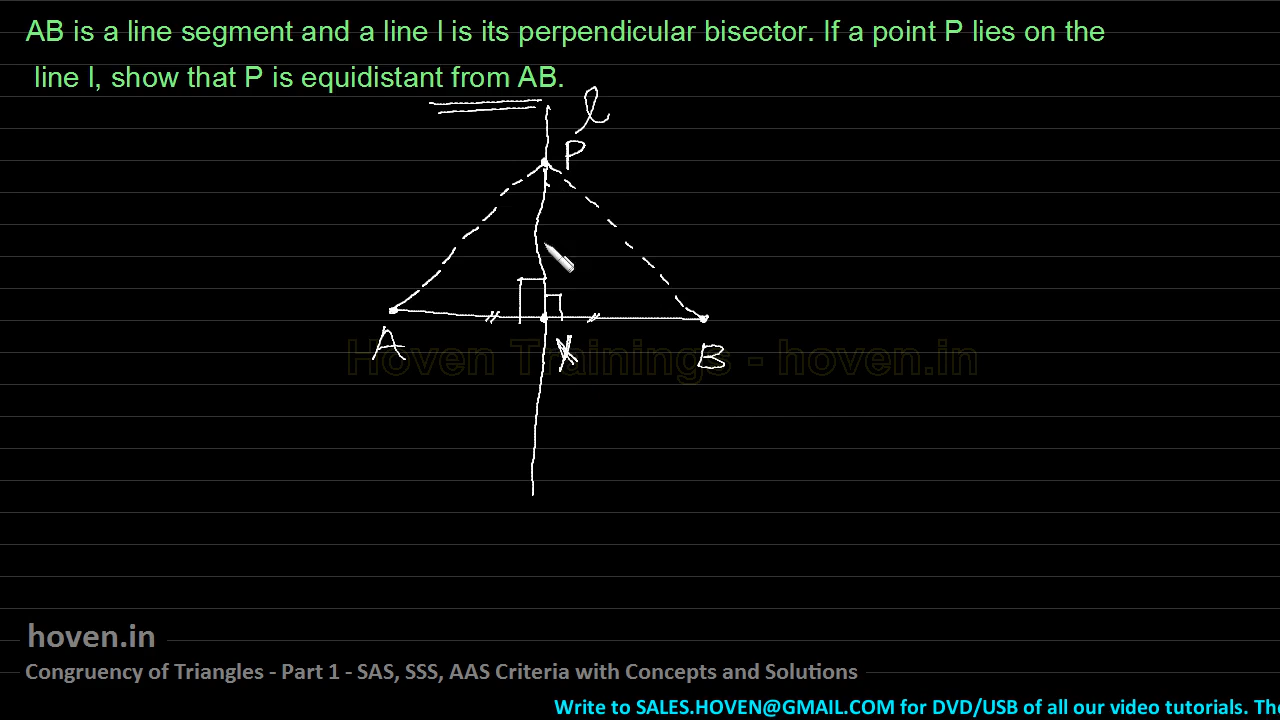 AB is a line segment and a line l is its perpendicular bisector. If a point P lies on the
line l, show that P is equidistant from AB.
l
P
A
X
B
Hoven Trainings - hoven.in
hoven.in
Congruency of Triangles - Part 1 - SAS, SSS, AAS Criteria with Concepts and Solutions
Write to SALES.HOVEN@GMAIL.COM for DVD/USB of all our video tutorials. The